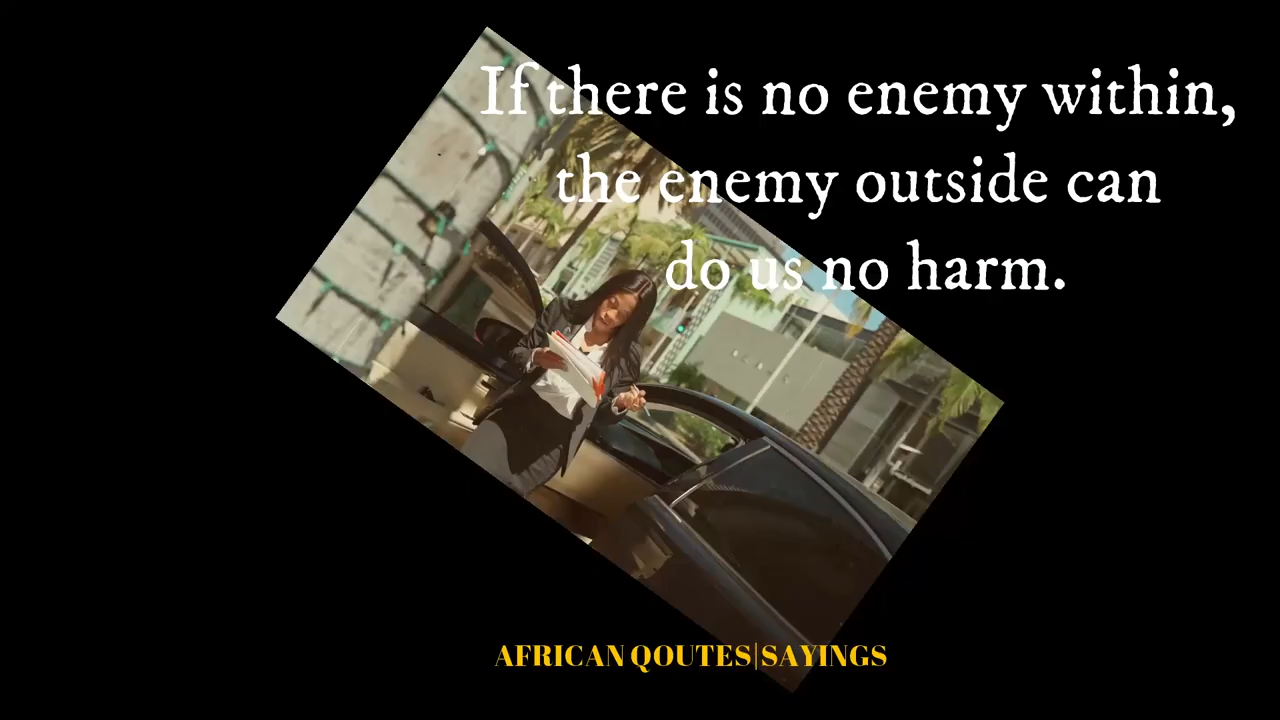 If there is no enemy within,
the enemy outside can
do us no harm.
AFRICAN QOUTES|SAYINGS